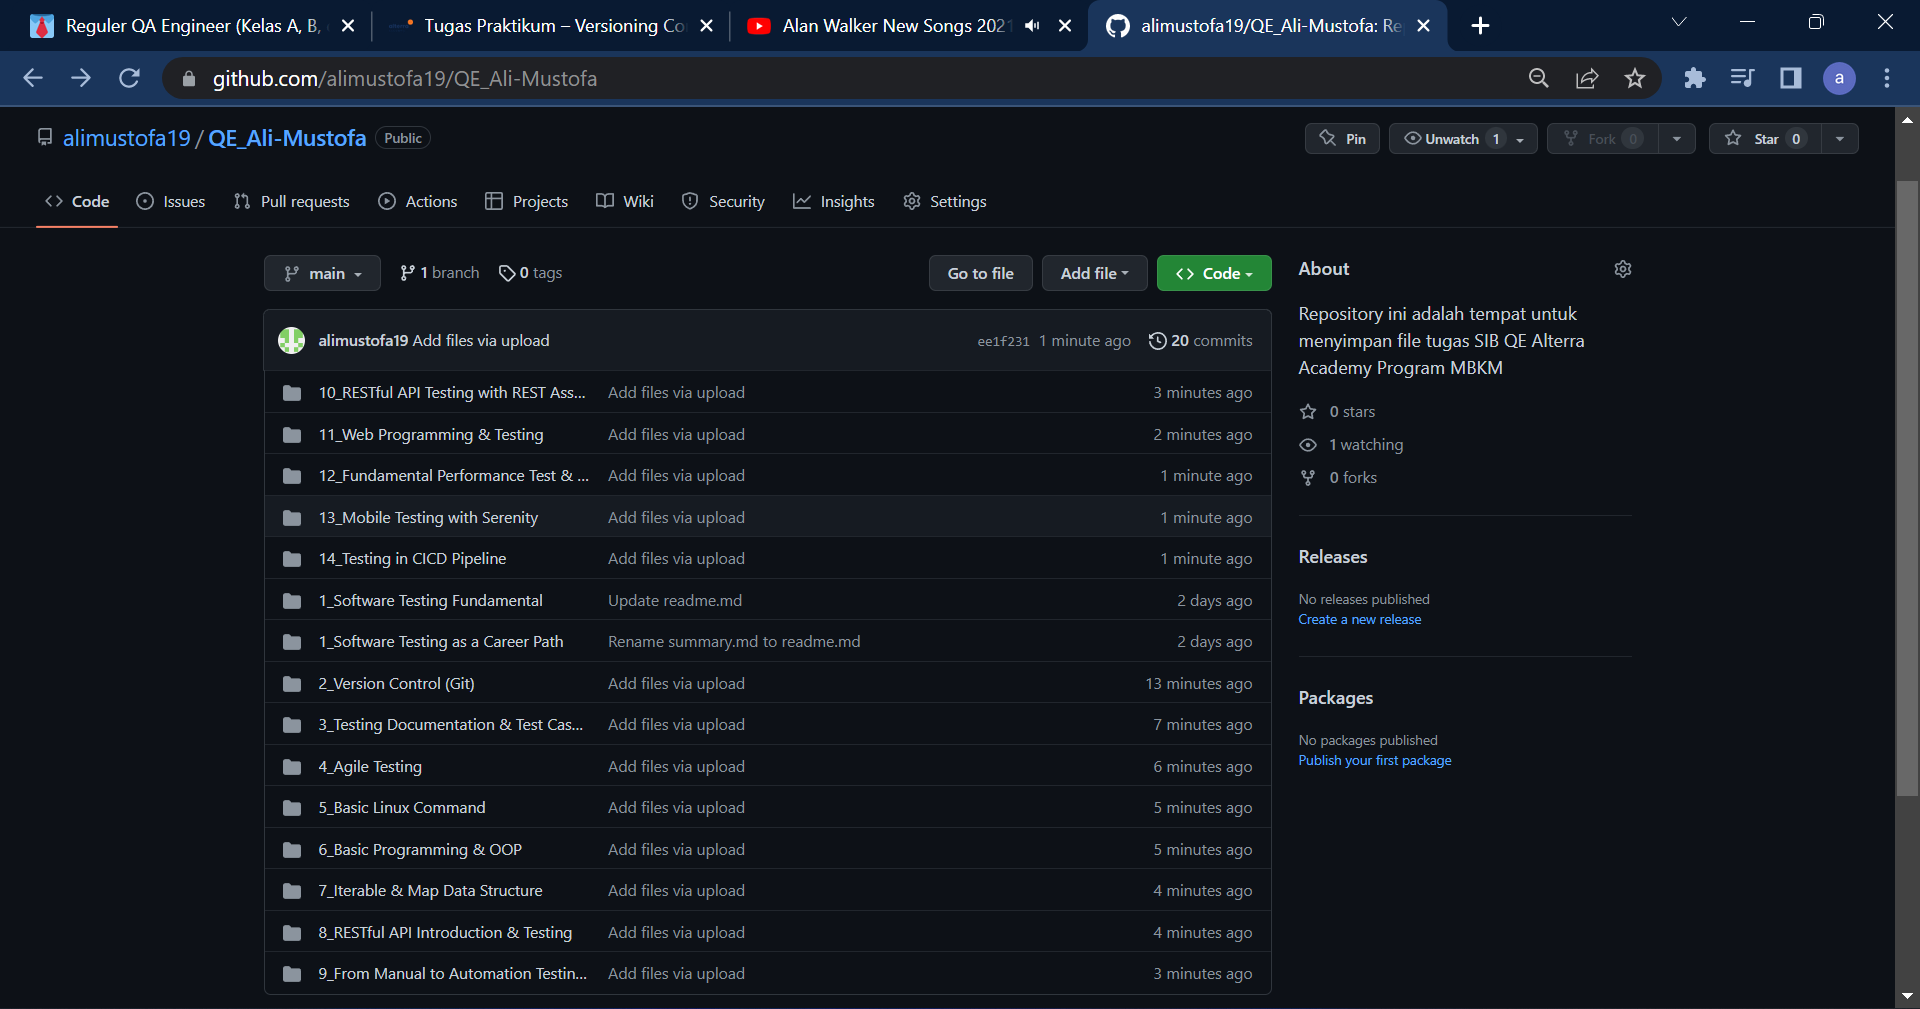 Reguler QA Engineer (Kelas A, B,
Tugas Praktikum – Versioning Co
Alan Walker New Songs 2021
alimustofa19/QE_Ali-Mustofa: Re
github.com/alimustofa19/QE_Ali-Mustofa
a
alimustofa19 / QE_Ali-Mustofa Public
Pin
Unwatch 1
Fork 0
Star 0
Code
Issues
Pull requests
Actions
Projects
Wiki
Security
Insights
Settings
main
1 branch
0 tags
Go to file
Add file
Code
alimustofa19 Add files via upload ee1f231 1 minute ago 20 commits
10_RESTful API Testing with REST Ass... Add files via upload 3 minutes ago
11_Web Programming & Testing Add files via upload 2 minutes ago
12_Fundamental Performance Test & ... Add files via upload 1 minute ago
13_Mobile Testing with Serenity Add files via upload 1 minute ago
14_Testing in CICD Pipeline Add files via upload 1 minute ago
1_Software Testing Fundamental Update readme.md 2 days ago
1_Software Testing as a Career Path Rename summary.md to readme.md 2 days ago
2_Version Control (Git) Add files via upload 13 minutes ago
3_Testing Documentation & Test Cas... Add files via upload 7 minutes ago
4_Agile Testing Add files via upload 6 minutes ago
5_Basic Linux Command Add files via upload 5 minutes ago
6_Basic Programming & OOP Add files via upload 5 minutes ago
7_Iterable & Map Data Structure Add files via upload 4 minutes ago
8_RESTful API Introduction & Testing Add files via upload 4 minutes ago
9_From Manual to Automation Testin... Add files via upload 3 minutes ago
About
Repository ini adalah tempat untuk
menyimpan file tugas SIB QE Alterra
Academy Program MBKM
0 stars
1 watching
0 forks
Releases
No releases published
Create a new release
Packages
No packages published
Publish your first package